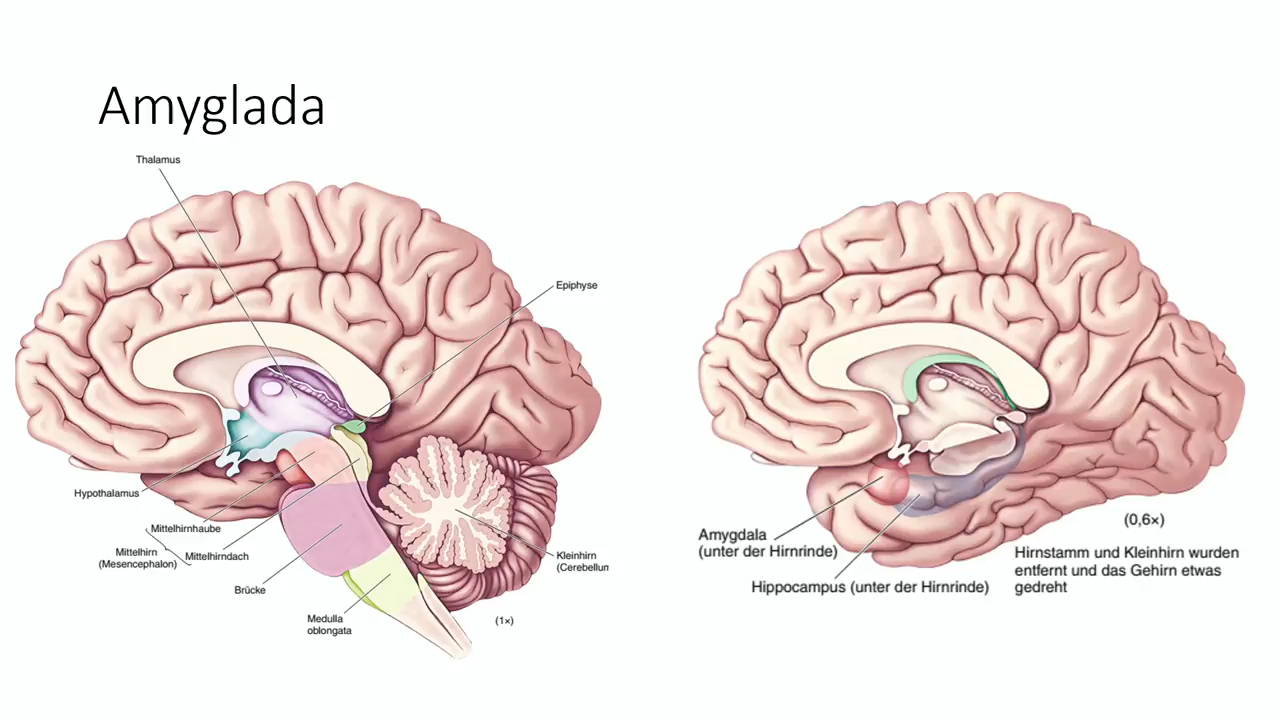 Amyglada
Thalamus
Epiphyse
Hypothalamus
Mittelhirnhaube
Mittelhirn
(Mesencephalon)
Mittelhirndach
Brücke
Medulla
oblongata
Kleinhirn
(Cerebellum
(1×)
Amygdala
(unter der Hirnrinde)
Hippocampus (unter der Hirnrinde)
(0,6×)
Hirnstamm und Kleinhirn wurden
entfernt und das Gehirn etwas
gedreht